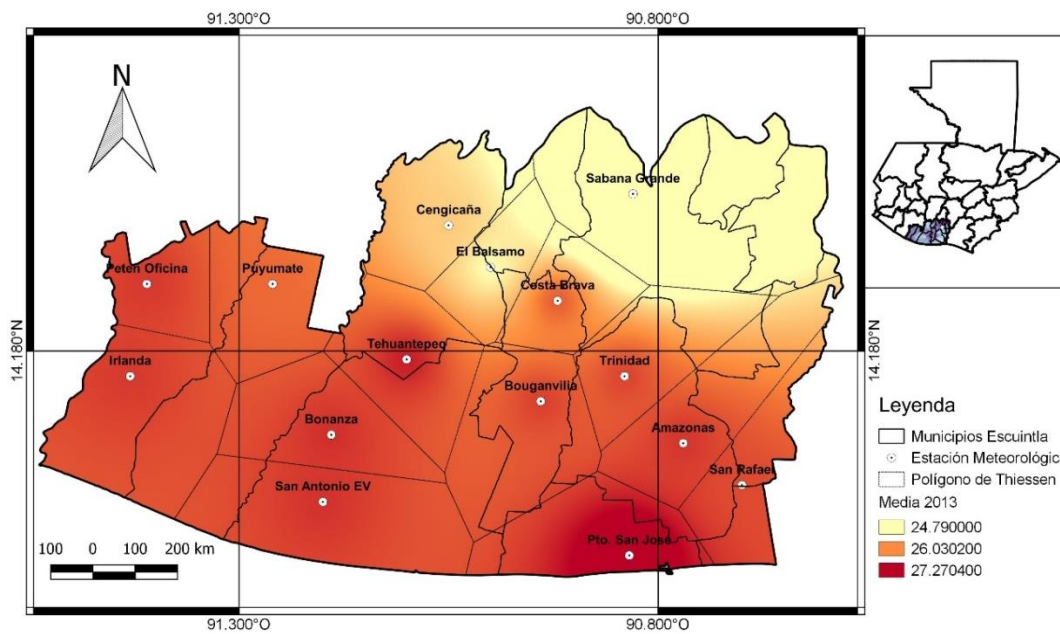 91.300°O
90.800°O
N
Sabana Grande
Cengicaña
El Balsamo
Petén Oficina
Puyumate
Costa Brava
14.180°N
14.180°N
Tehuantepeq
Irlanda
Trinidad
Bouganvilia
Bonanza
Amazonas
San Rafael
San Antonio EV
Pto. San José
100 0 100 200 km
91.300°O
90.800°O
Leyenda
Municipios Escuintla
Estación Meteorológic
Polígono de Thiessen
Media 2013
24.790000
26.030200
27.270400